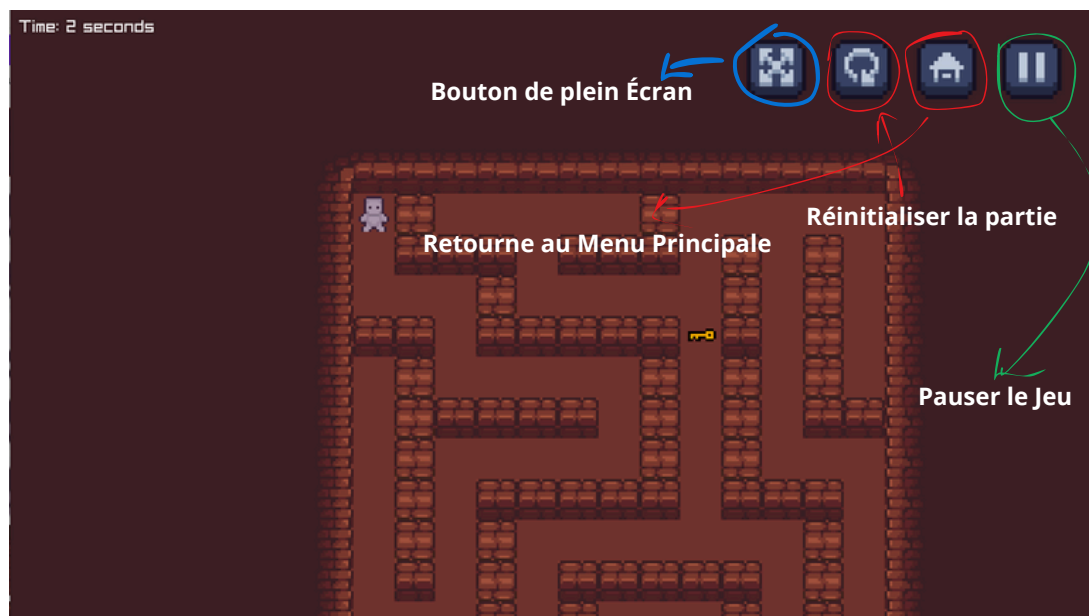 Time: 2 seconds
Bouton de plein Écran
Réinitialiser la partie
Retourne au Menu Principale
Pauser le Jeu